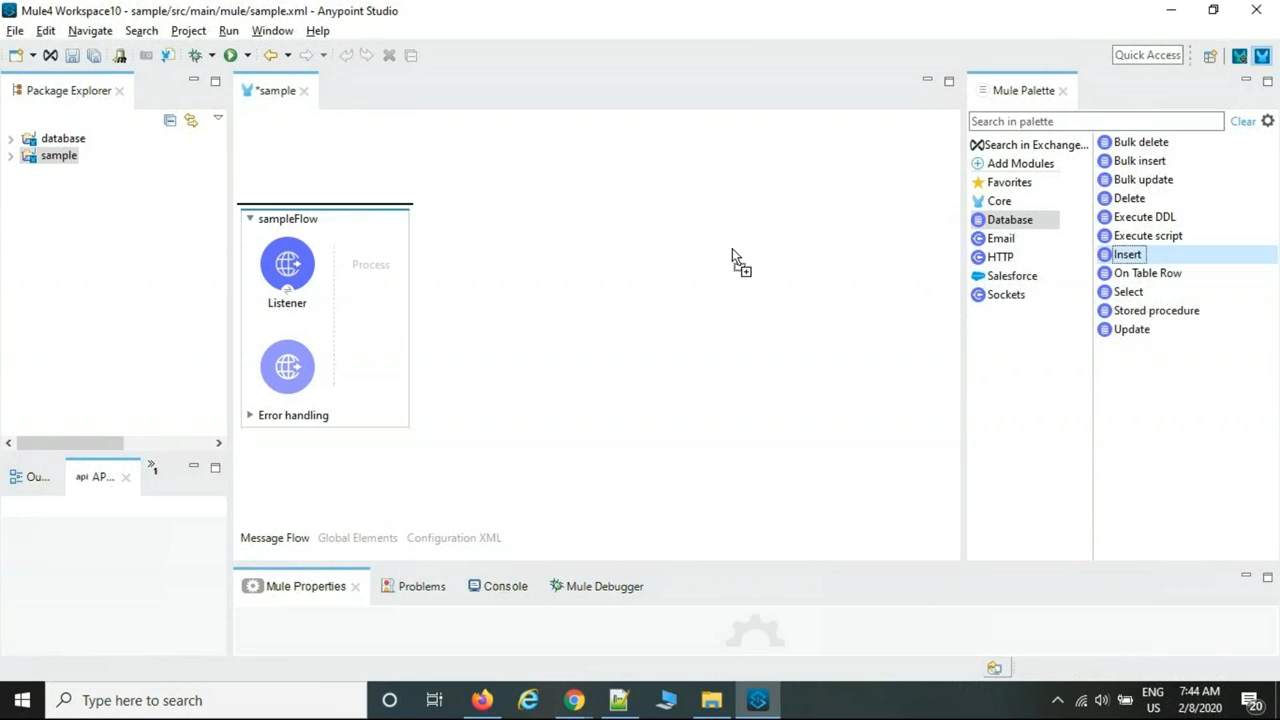 Mule4 Workspace10 - sample/src/main/mule/sample.xml - Anypoint Studio
File Edit Navigate Search Project Run Window Help
Quick Access
Package Explorer
*sample
Mule Palette
database
sample
Search in palette
Clear
Search in Exchange...
Add Modules
Favorites
Core
Database
Email
HTTP
Salesforce
Sockets
Bulk delete
Bulk insert
Bulk update
Delete
Execute DDL
Execute script
Insert
On Table Row
Select
Stored procedure
Update
sampleFlow
Process
Listener
Error handling
Ou...
api AP...
1
Message Flow Global Elements Configuration XML
Mule Properties Problems Console Mule Debugger
Type here to search
ENG
US
7:44 AM
2/8/2020
20